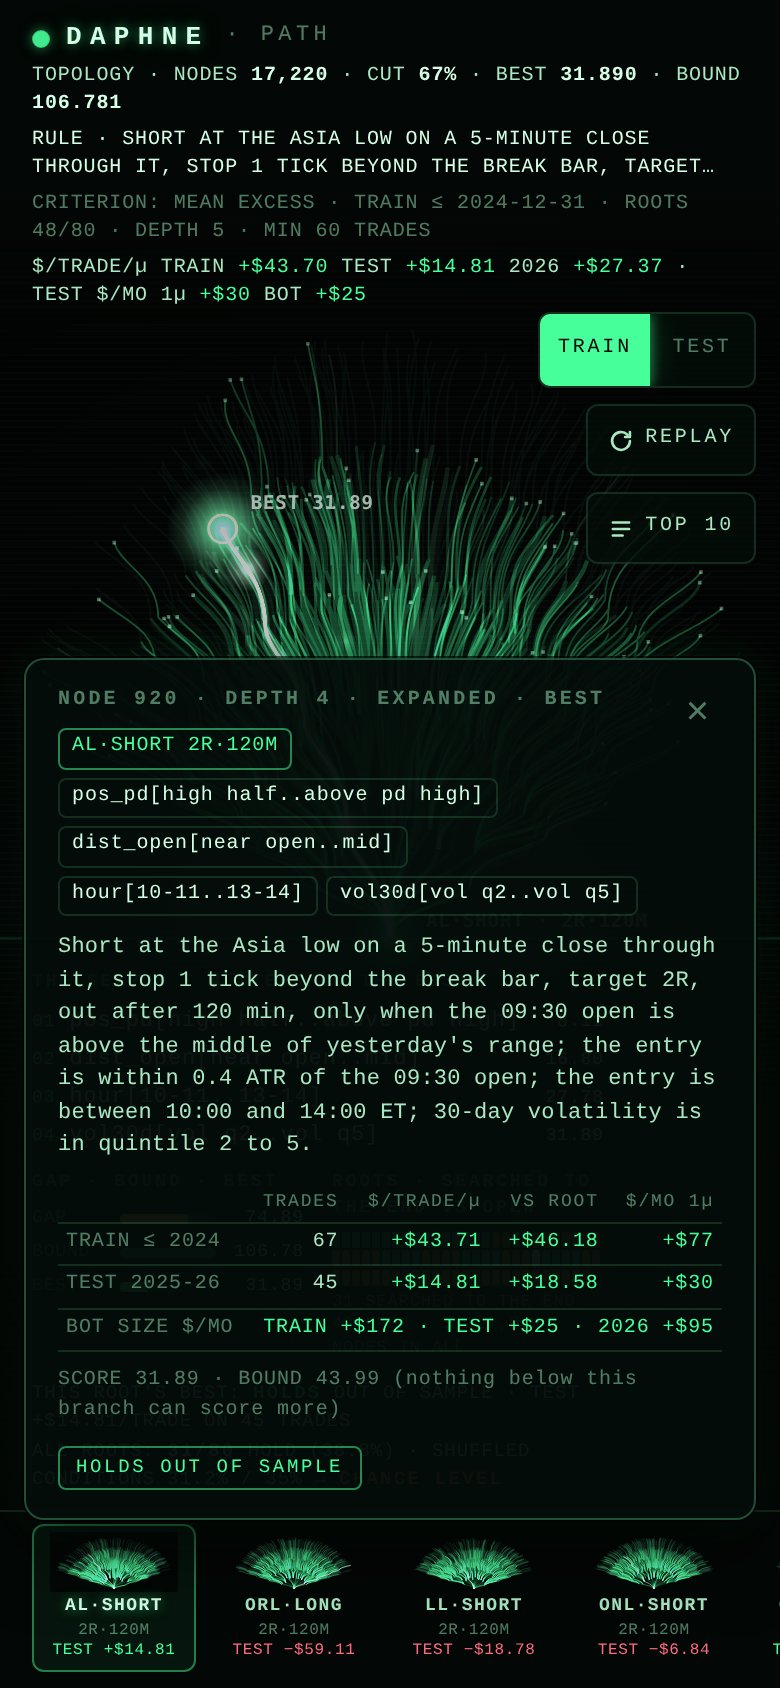 DAPHNE · PATH
TOPOLOGY · NODES 17,220 · CUT 67% · BEST 31.890 · BOUND
106.781
RULE · SHORT AT THE ASIA LOW ON A 5-MINUTE CLOSE
THROUGH IT, STOP 1 TICK BEYOND THE BREAK BAR, TARGET…
CRITERION: MEAN EXCESS · TRAIN ≤ 2024-12-31 · ROOTS
48/80 · DEPTH 5 · MIN 60 TRADES
$/TRADE/µ TRAIN +$43.70 TEST +$14.81 2026 +$27.37 ·
TEST $/MO 1µ +$30 BOT +$25
TRAIN TEST
REPLAY
TOP 10
BEST 31.89
NODE 920 · DEPTH 4 · EXPANDED · BEST
AL·SHORT 2R·120M
pos_pd[high half..above pd high]
dist_open[near open..mid]
hour[10-11..13-14] vol30d[vol q2..vol q5]
Short at the Asia low on a 5-minute close through
it, stop 1 tick beyond the break bar, target 2R,
out after 120 min, only when the 09:30 open is
above the middle of yesterday's range; the entry
is within 0.4 ATR of the 09:30 open; the entry is
between 10:00 and 14:00 ET; 30-day volatility is
in quintile 2 to 5.
TRADES $/TRADE/µ VS ROOT $/MO 1µ
TRAIN ≤ 2024 67 +$43.71 +$46.18 +$77
TEST 2025-26 45 +$14.81 +$18.58 +$30
BOT SIZE $/MO TRAIN +$172 · TEST +$25 · 2026 +$95
SCORE 31.89 · BOUND 43.99 (nothing below this
branch can score more)
HOLDS OUT OF SAMPLE
AL·SHORT ORL·LONG LL·SHORT ONL·SHORT
2R·120M 2R·120M 2R·120M 2R·120M
TEST +$14.81 TEST −$59.11 TEST −$18.78 TEST −$6.84